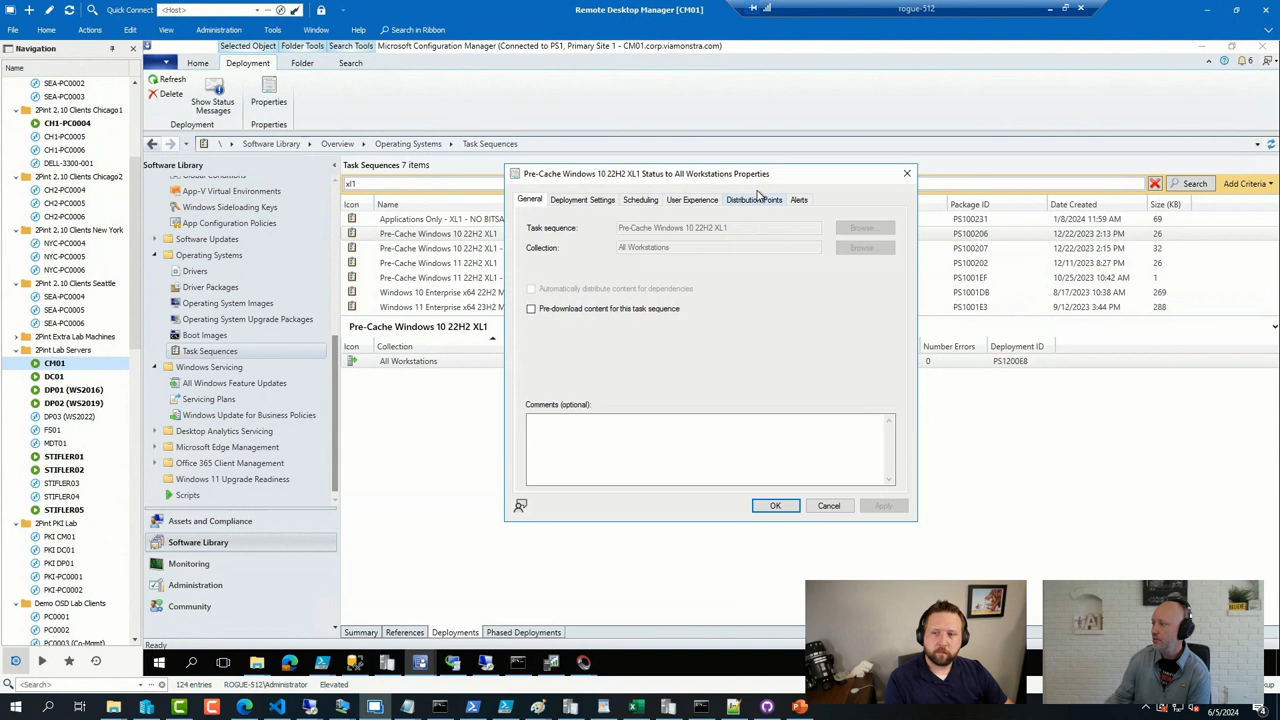 <Host>
Remote Desktop Manager [CM01]
rogue-512
File
Home
Edit
View
Administration
Tools
Window
Help
Search in Ribbon
Navigation
Name
SEA-PC0002
SEA-PC0003
2Pint 2. 10 Clients Chicago1
CH1-PC0004
CH1-PC0005
CH1-PC0006
DELL-3300-001
2Pint 2. 10 Clients Chicago2
CH2-PC0004
CH2-PC0005
CH2-PC0006
2Pint 2. 10 Clients New York
NYC-PC0004
NYC-PC0005
NYC-PC0006
2Pint 2. 10 Clients Seattle
SEA-PC0004
SEA-PC0005
SEA-PC0006
2Pint Extra Lab Machines
2Pint Lab Servers
CM01
DC01
DP01 (WS2016)
DP02 (WS2019)
DP03 (WS2022)
FS01
MDT01
STIFLER01
STIFLER02
STIFLER03
STIFLER04
STIFLER05
2Pint PKI Lab
PKI CM01
PKI DC01
PKI-PC0001
PKI-PC0002
Demo OSD Lab Clients
PC0001
PC0002
PC0003 (Co-Mgmt)
Selected Object
Folder Tools
Search Tools
Microsoft Configuration Manager (Connected to PS1, Primary Site 1 - CM01.corp.viamonstra.com)
Home
Deployment
Folder
Search
6
Refresh
Delete
Show Status Messages
Properties
Deployment
Properties
\
Software Library
Overview
Operating Systems
Task Sequences
Software Library
App-V Virtual Environments
Windows Sideloading Keys
App Configuration Policies
Software Updates
Operating Systems
Drivers
Driver Packages
Operating System Images
Operating System Upgrade Packages
Boot Images
Task Sequences
Windows Servicing
All Windows Feature Updates
Servicing Plans
Windows Update for Business Policies
Desktop Analytics Servicing
Microsoft Edge Management
Office 365 Client Management
Windows 11 Upgrade Readiness
Scripts
Assets and Compliance
Software Library
Monitoring
Administration
Community
Task Sequences 7 items
xl1
Search
Add Criteria
Icon
Name
Package ID
Date Created
Size (KB)
Applications Only - XL1 - NO BITSA
PS100231
1/8/2024 11:59 AM
69
Pre-Cache Windows 10 22H2 XL1
PS100206
12/22/2023 2:13 PM
26
Pre-Cache Windows 10 22H2 XL1 -
PS100207
12/22/2023 2:15 PM
32
Pre-Cache Windows 11 22H2 XL1
PS100202
12/11/2023 8:27 PM
26
Pre-Cache Windows 11 22H2 XL1 -
PS1001EF
10/25/2023 10:42 AM
1
Windows 10 Enterprise x64 22H2 M
PS1001DB
8/17/2023 10:38 AM
269
Windows 11 Enterprise x64 23H2 M
PS1001E3
9/12/2023 3:44 PM
288
Pre-Cache Windows 10 22H2 XL1
Icon
Collection
Number Errors
Deployment ID
All Workstations
0
PS1200E8
Pre-Cache Windows 10 22H2 XL1 Status to All Workstations Properties
General
Deployment Settings
Scheduling
User Experience
Distribution Points
Alerts
Task sequence:
Pre-Cache Windows 10 22H2 XL1
Browse...
Collection:
All Workstations
Browse...
Automatically distribute content for dependencies
Pre-download content for this task sequence
Comments (optional):
OK
Cancel
Apply
Summary
References
Deployments
Phased Deployments
Ready
<Search>
124 entries
ROGUE-512\Administrator
Elevated
6/5/2024